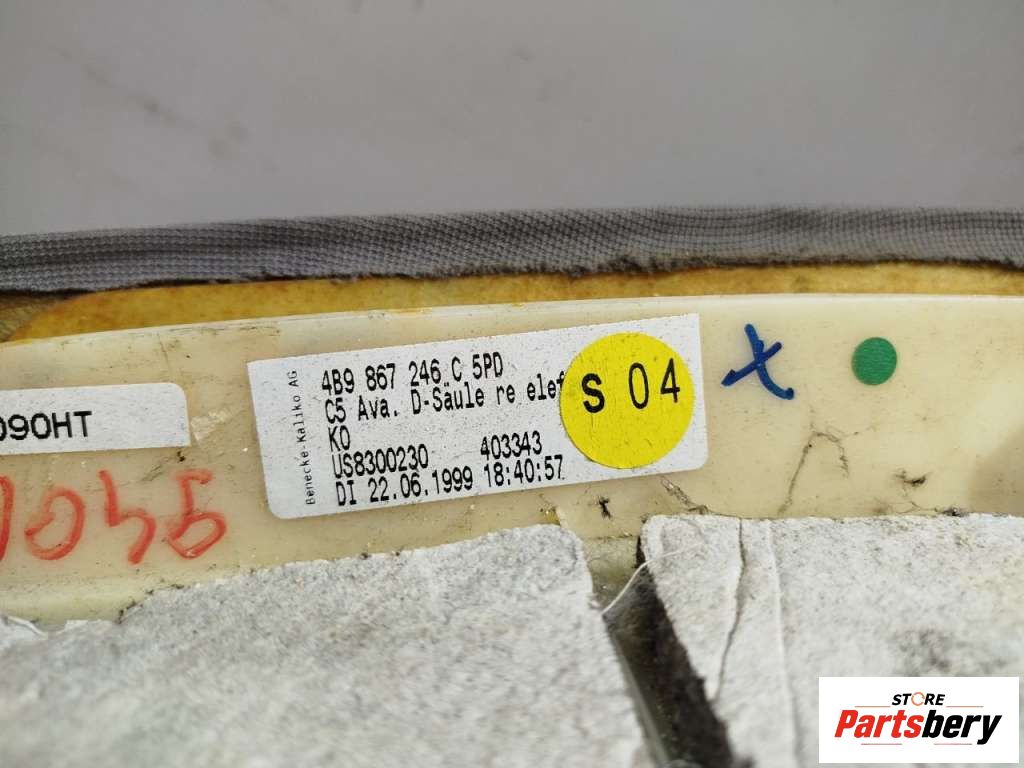 Benecke-Kaliko AG
4B9 867 246 C 5PD
C5 Ava. D-Säule re elef
KO
US8300230 403343
DI 22.06.1999 18:40:57
S 04
090HT
STORE
Partsbery